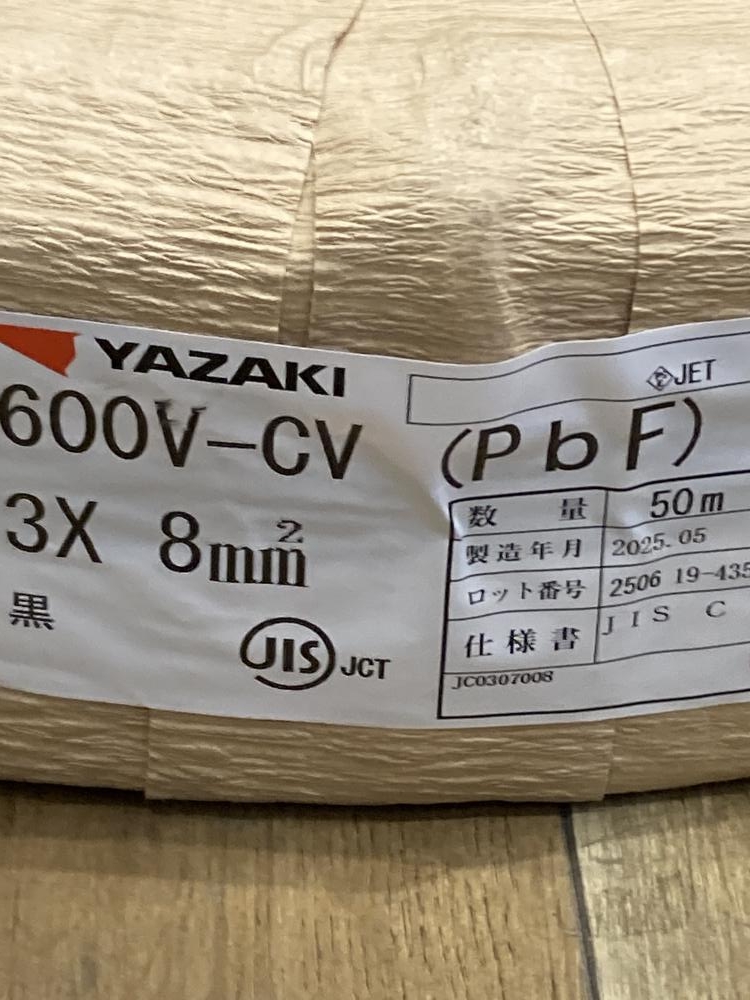 YAZAKI
JET
600V-CV (PbF)
3X 8mm²
黒
JIS JCT
数量 50m
製造年月 2025.05
ロット番号 2506 19-435
仕様書 JIS C
JC0307008